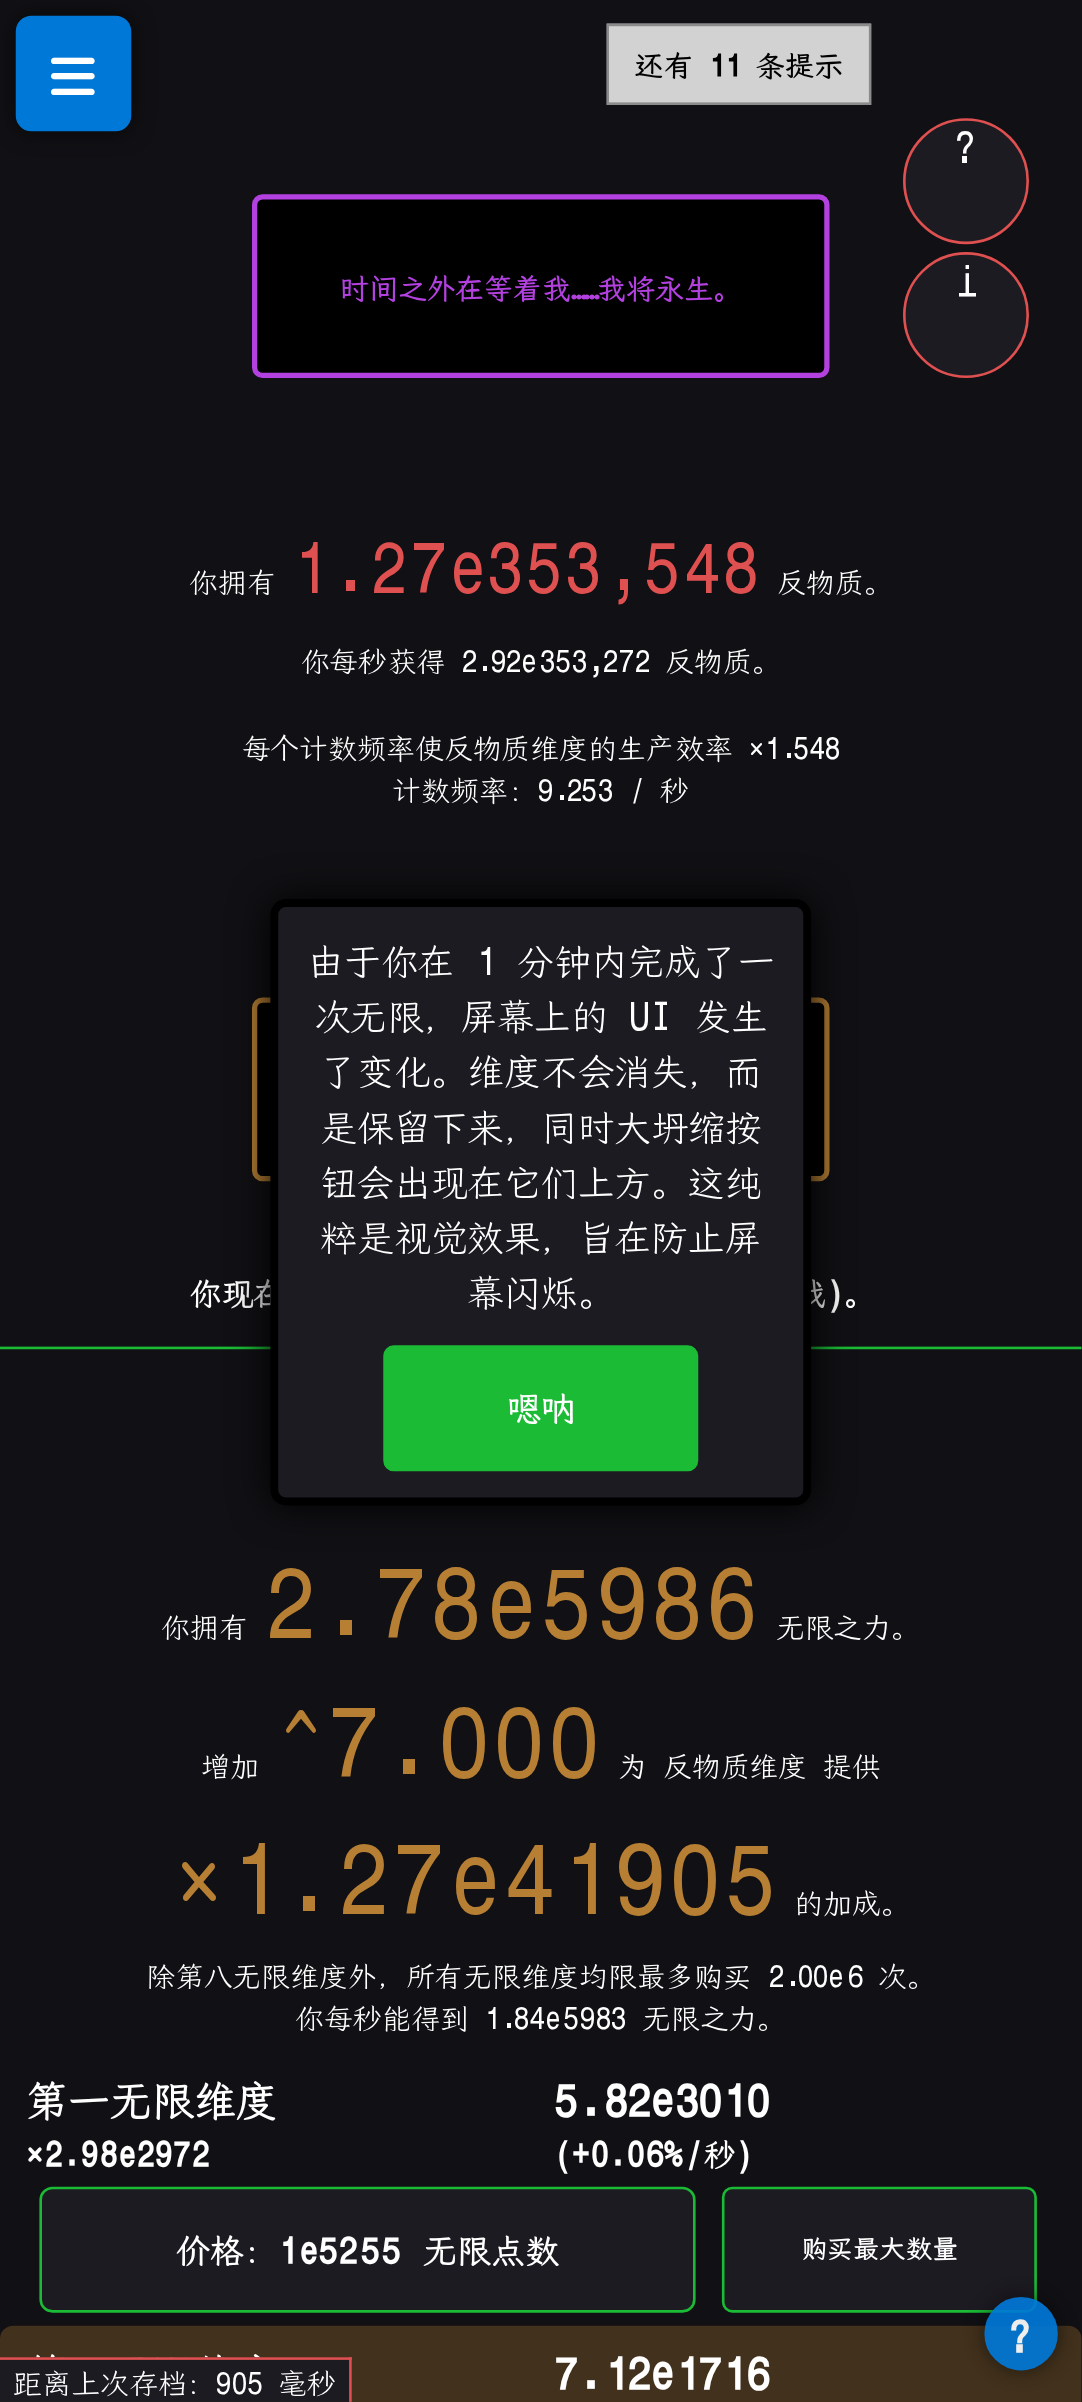 还有 11 条提示
?
i
时间之外在等着我……我将永生。
你拥有 1.27e353,548 反物质。
你每秒获得 2.92e353,272 反物质。
每个计数频率使反物质维度的生产效率 ×1.548
计数频率: 9.253 / 秒
由于你在 1 分钟内完成了一
次无限, 屏幕上的 UI 发生
了变化。维度不会消失, 而
是保留下来, 同时大坍缩按
钮会出现在它们上方。这纯
粹是视觉效果, 旨在防止屏
幕闪烁。
你现在
)。
嗯呐
你拥有 2.78e5986 无限之力。
增加 ^7.000 为 反物质维度 提供
×1.27e41905 的加成。
除第八无限维度外, 所有无限维度均限最多购买 2.00e6 次。
你每秒能得到 1.84e5983 无限之力。
第一无限维度 5.82e3010
×2.98e2972 (+0.06%/秒)
价格: 1e5255 无限点数 购买最大数量
?
7.12e1716
距离上次存档: 905 毫秒